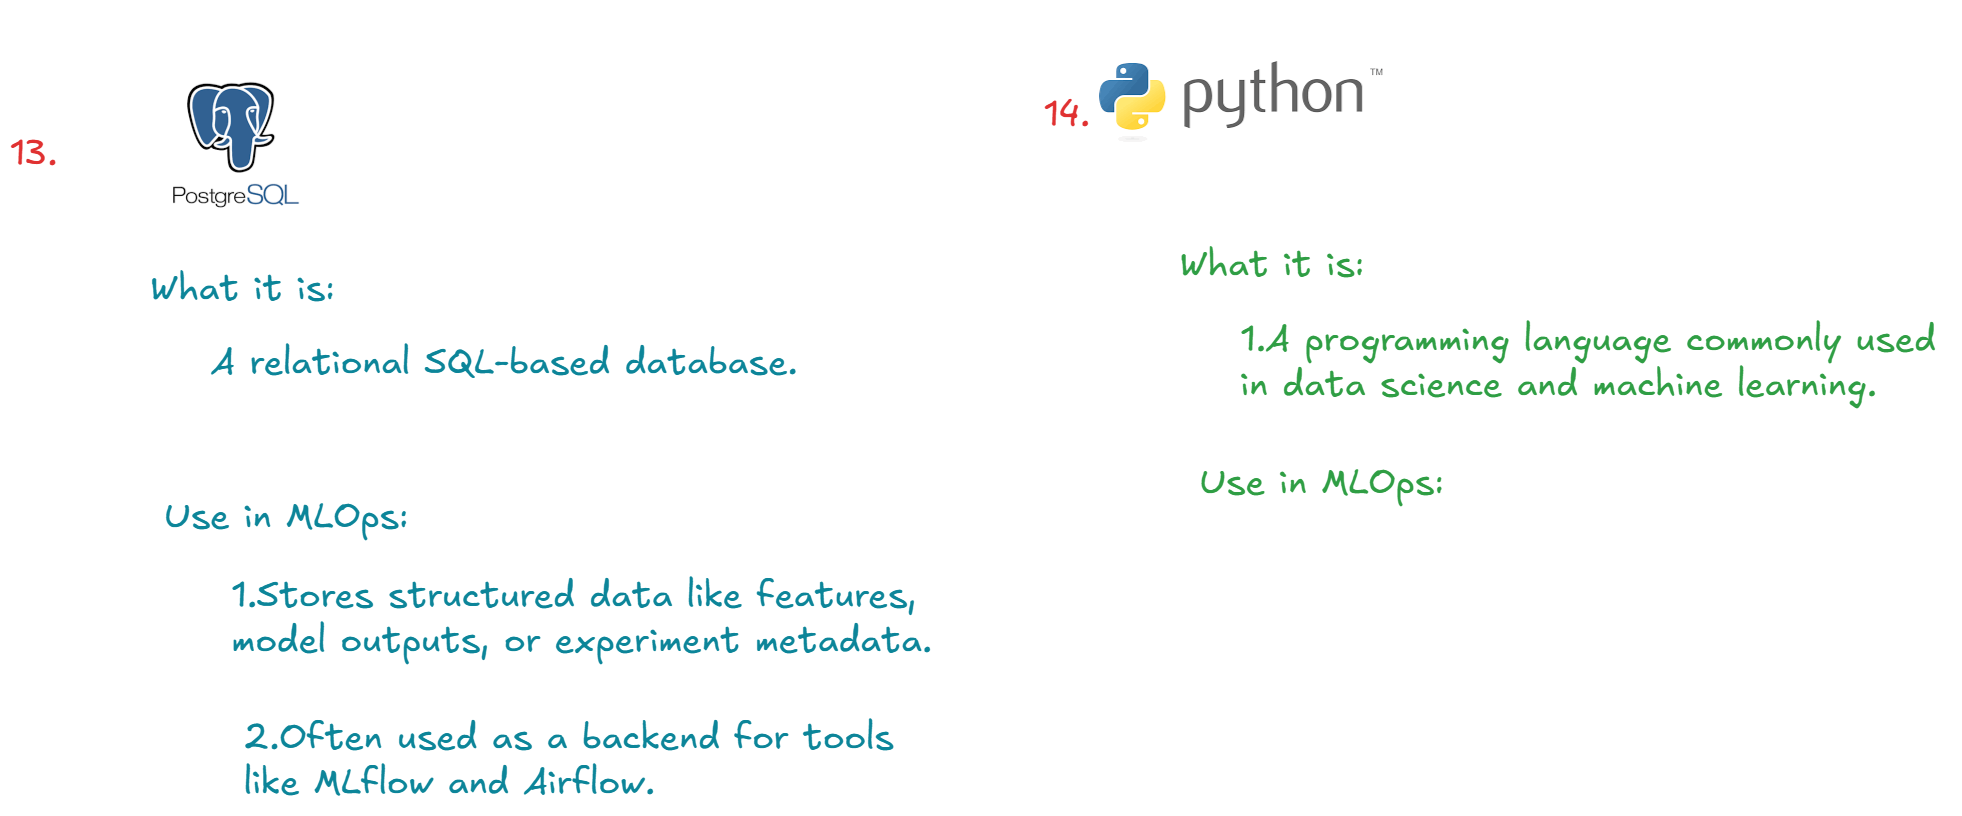 13.
PostgreSQL
What it is:
A relational SQL-based database.
Use in MLOps:
1.Stores structured data like features,
model outputs, or experiment metadata.
2.Often used as a backend for tools
like MLflow and Airflow.
14.
python™
What it is:
1.A programming language commonly used
in data science and machine learning.
Use in MLOps: